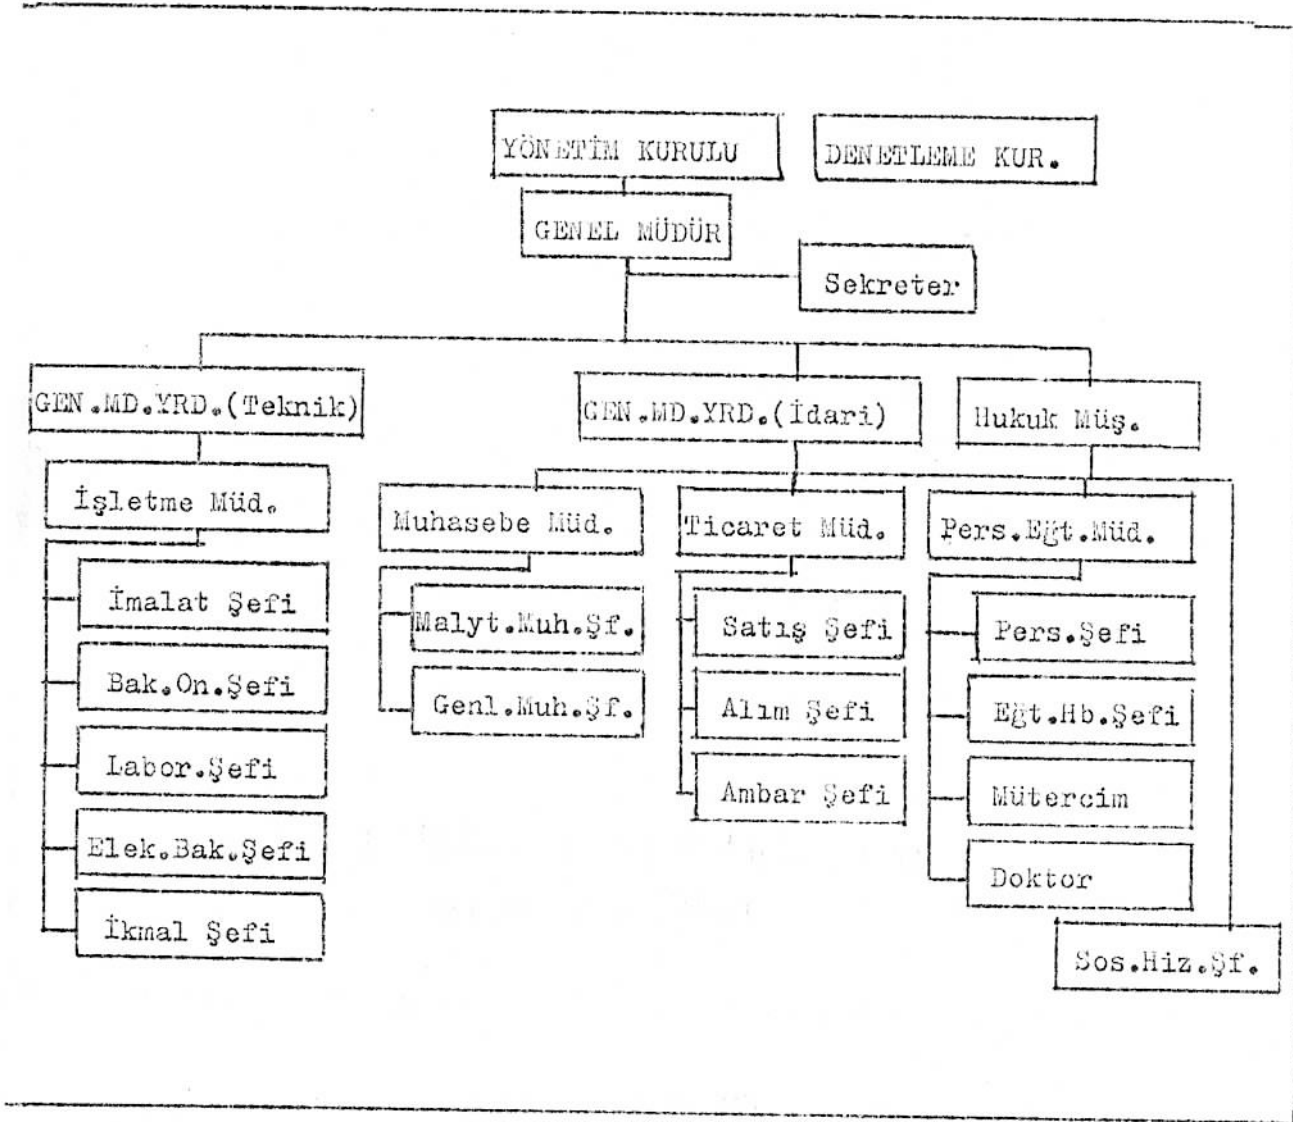 YÖNETİM KURULU
DENETLEME KUR.
GENEL MÜDÜR
Sekreter
GEN.MD.YRD.(Teknik)
GEN.MD.YRD.(İdari)
Hukuk Müş.
İşletme Müd.
Muhasebe Müd.
Ticaret Müd.
Pers.Eğt.Müd.
İmalat Şefi
Bak.On.Şefi
Labor.Şefi
Elek.Bak.Şefi
İkmal Şefi
Malyt.Muh.Şf.
Genl.Muh.Şf.
Satış Şefi
Alım Şefi
Ambar Şefi
Pers.Şefi
Eğt.Hb.Şefi
Mütercim
Doktor
Sos.Hiz.Şf.